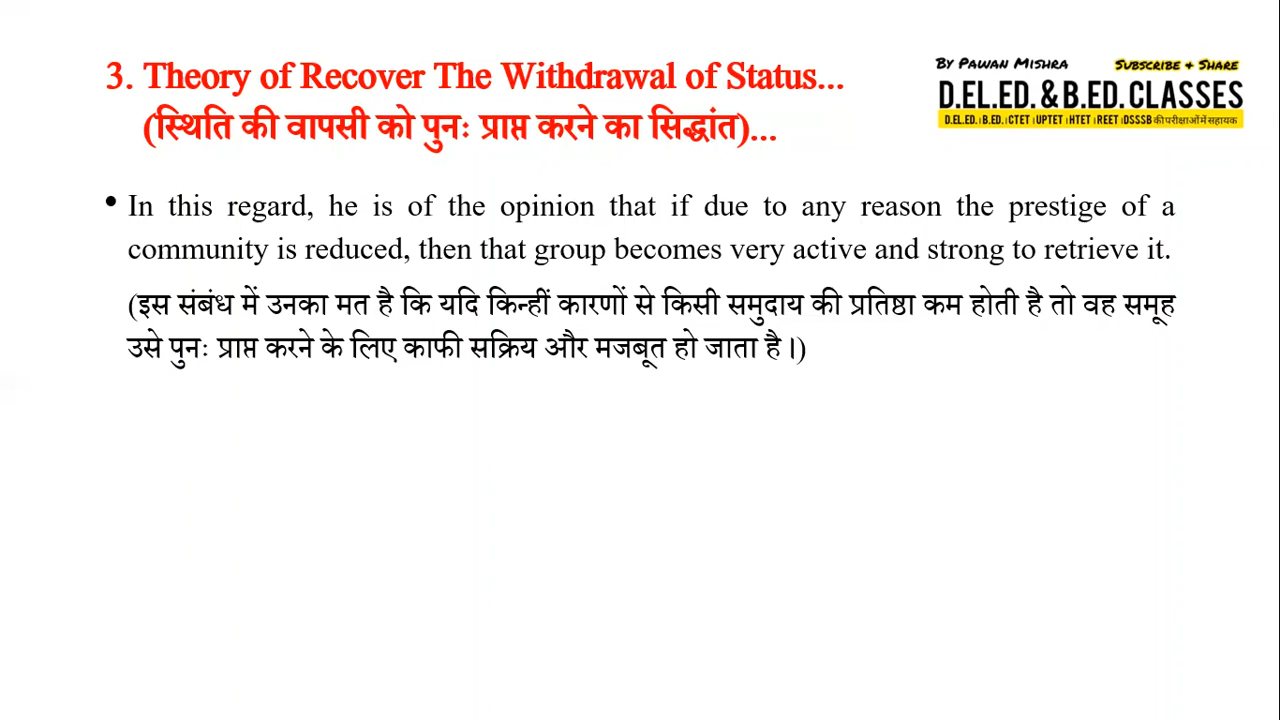 3. Theory of Recover The Withdrawal of Status...
(स्थिति की वापसी को पुनः प्राप्त करने का सिद्धांत)...
By Pawan Mishra
Subscribe + Share
D.EL.ED. & B.ED. CLASSES
D.EL.ED. । B.ED. । CTET । UPTET । HTET । REET । DSSSB की परीक्षाओं में सहायक
• In this regard, he is of the opinion that if due to any reason the prestige of a
community is reduced, then that group becomes very active and strong to retrieve it.
(इस संबंध में उनका मत है कि यदि किन्हीं कारणों से किसी समुदाय की प्रतिष्ठा कम होती है तो वह समूह
उसे पुनः प्राप्त करने के लिए काफी सक्रिय और मजबूत हो जाता है।)